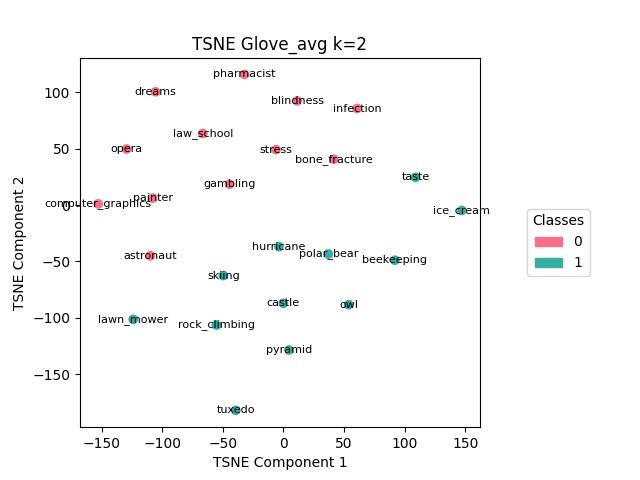 TSNE Glove_avg k=2
TSNE Component 2
100
50
0
−50
−100
−150
pharmacist
dreams
blindness
infection
law_school
opera
stress
bone_fracture
taste
gambling
painter
computer_graphics
ice_cream
hurricane
polar_bear
astronaut
beekeeping
skiing
castle
owl
lawn_mower
rock_climbing
pyramid
tuxedo
−150 −100 −50 0 50 100 150
TSNE Component 1
Classes
0
1